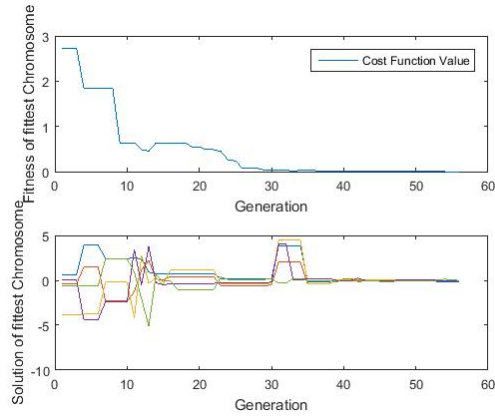 Fitness of fittest Chromosome
3
2
1
0
Cost Function Value
0 10 20 30 40 50 60
Generation
Solution of fittest Chromosome
5
0
-5
-10
0 10 20 30 40 50 60
Generation